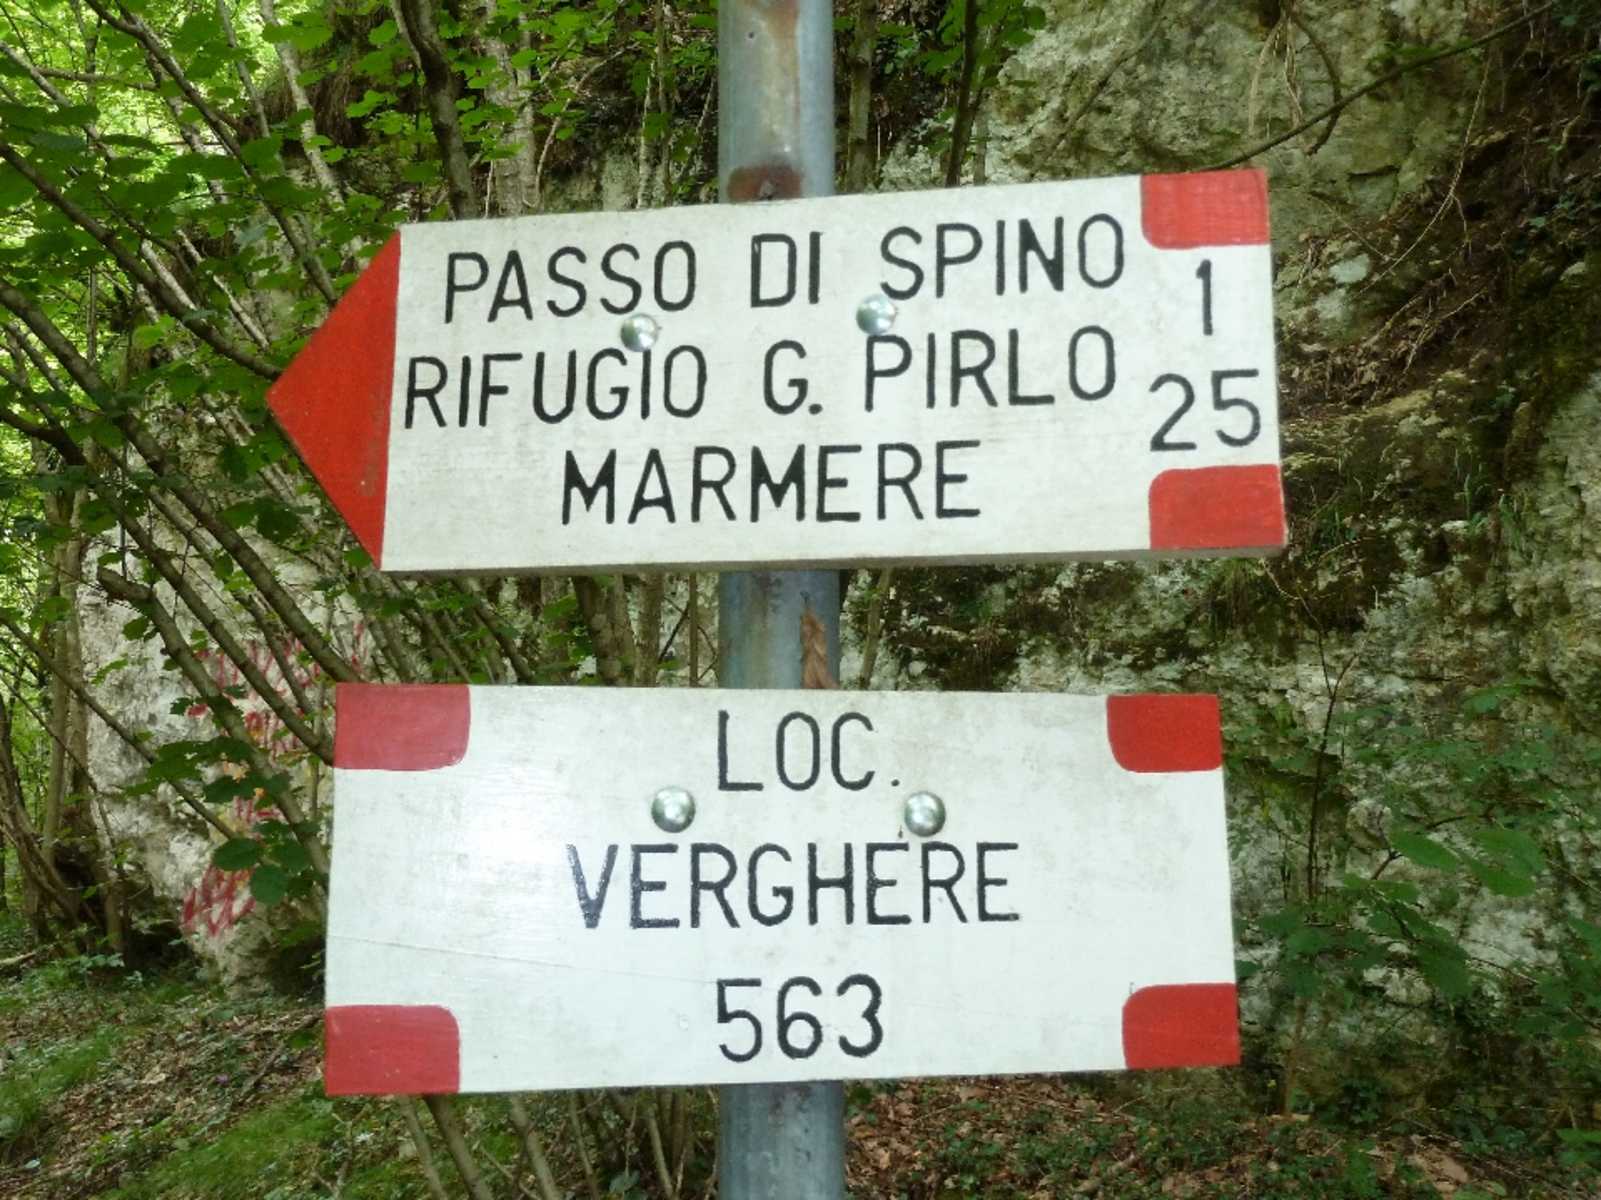 PASSO DI SPINO 1
RIFUGIO G. PIRLO 25
MARMERE
LOC.
VERGHERE
563